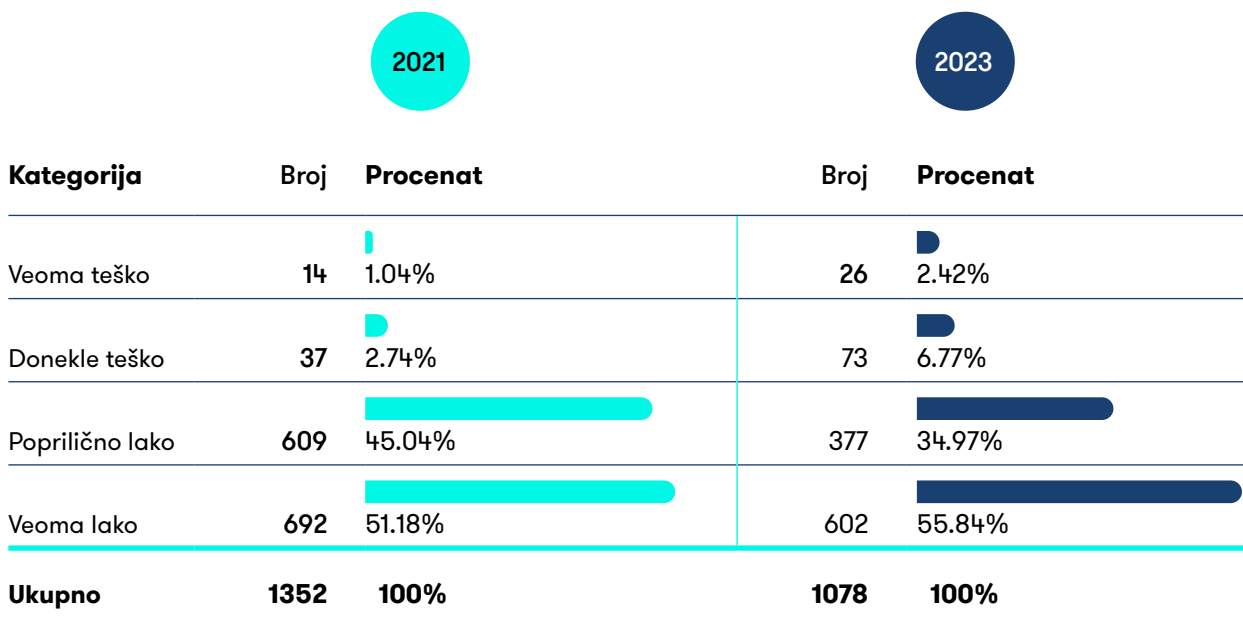 2021 2023
Kategorija Broj Procenat Broj Procenat
Veoma teško 14 1.04% 26 2.42%
Donekle teško 37 2.74% 73 6.77%
Poprilično lako 609 45.04% 377 34.97%
Veoma lako 692 51.18% 602 55.84%
Ukupno 1352 100% 1078 100%